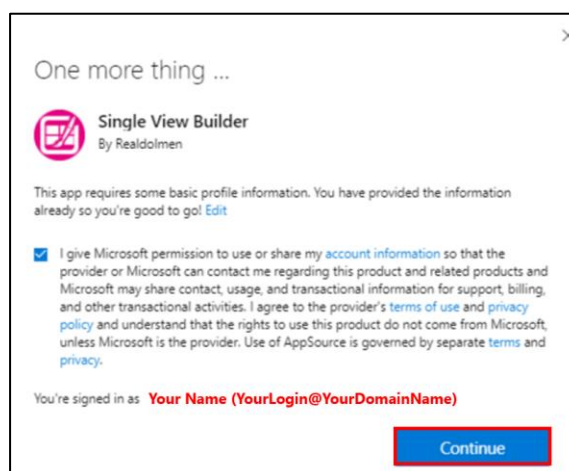 One more thing ...
Single View Builder
By Realdolmen
This app requires some basic profile information. You have provided the information
already so you're good to go! Edit
I give Microsoft permission to use or share my account information so that the
provider or Microsoft can contact me regarding this product and related products and
Microsoft may share contact, usage, and transactional information for support, billing,
and other transactional activities. I agree to the provider's terms of use and privacy
policy and understand that the rights to use this product do not come from Microsoft,
unless Microsoft is the provider. Use of AppSource is governed by separate terms and
privacy.
You're signed in as Your Name (YourLogin@YourDomainName)
Continue